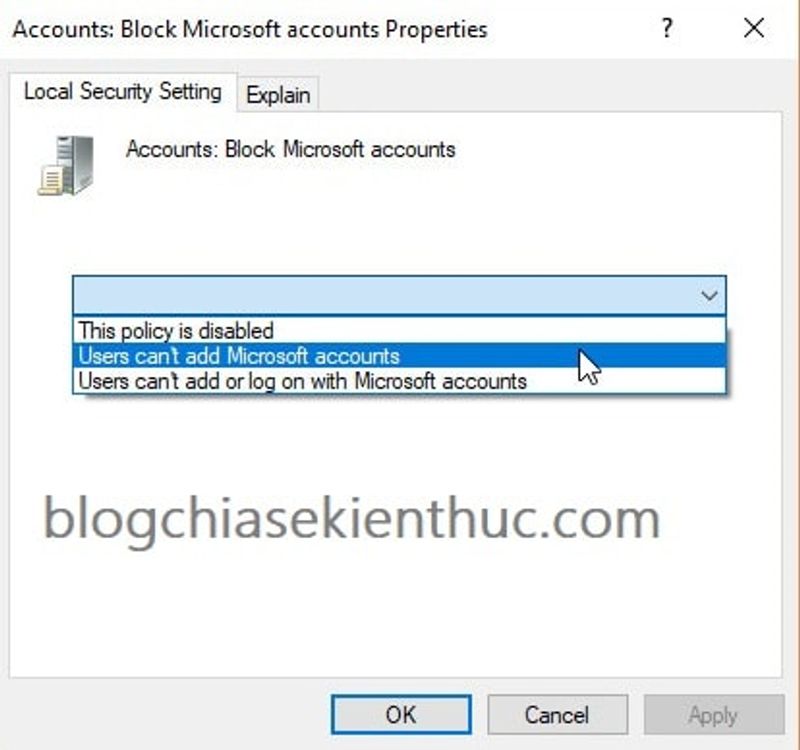 Accounts: Block Microsoft accounts Properties
?
Local Security Setting
Explain
Accounts: Block Microsoft accounts
This policy is disabled
Users can't add Microsoft accounts
Users can't add or log on with Microsoft accounts
blogchiasekienthuc.com
OK
Cancel
Apply